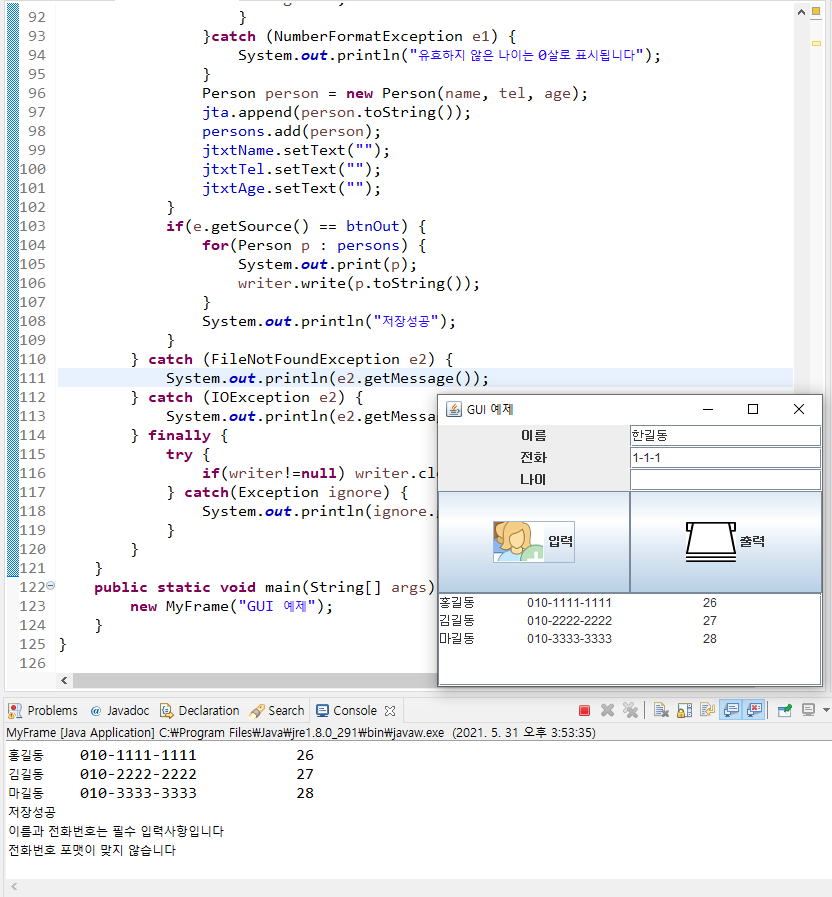 92 }
93 }catch (NumberFormatException e1) {
94 System.out.println("유효하지 않은 나이는 0살로 표시됩니다");
95 }
96 Person person = new Person(name, tel, age);
97 jta.append(person.toString());
98 persons.add(person);
99 jtxtName.setText("");
100 jtxtTel.setText("");
101 jtxtAge.setText("");
102 }
103 if(e.getSource() == btnOut) {
104 for(Person p : persons) {
105 System.out.print(p);
106 writer.write(p.toString());
107 }
108 System.out.println("저장성공");
109 }
110 } catch (FileNotFoundException e2) {
111 System.out.println(e2.getMessage());
112 } catch (IOException e2) {
113 System.out.println(e2.getMessa
114 } finally {
115 try {
116 if(writer!=null) writer.cl
117 } catch(Exception ignore) {
118 System.out.println(ignore.
119 }
120 }
121 }
122 public static void main(String[] args)
123 new MyFrame("GUI 예제");
124 }
125 }
126
GUI 예제
이름 한길동
전화 1-1-1
나이
입력 출력
홍길동 010-1111-1111 26
김길동 010-2222-2222 27
마길동 010-3333-3333 28
Problems @ Javadoc Declaration Search Console
MyFrame [Java Application] C:₩Program Files₩Java₩jre1.8.0_291₩bin₩javaw.exe (2021. 5. 31 오후 3:53:35)
홍길동 010-1111-1111 26
김길동 010-2222-2222 27
마길동 010-3333-3333 28
저장성공
이름과 전화번호는 필수 입력사항입니다
전화번호 포맷이 맞지 않습니다